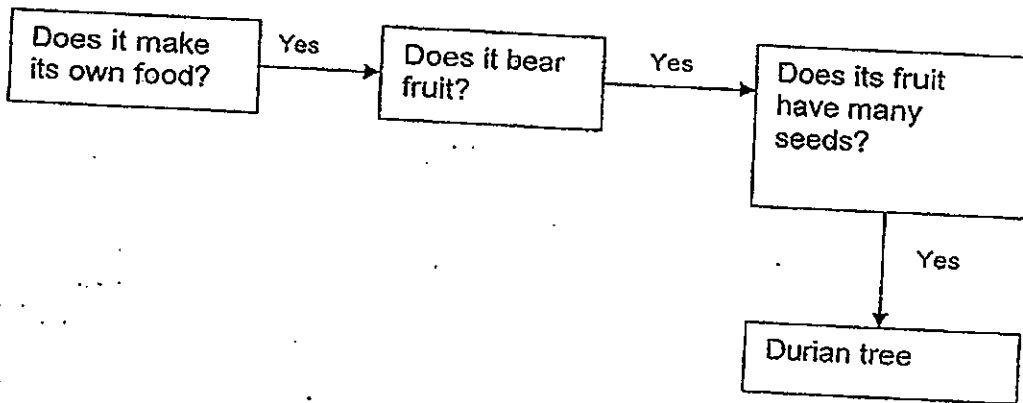 Does it make
its own food?
Yes
Does it bear
fruit?
Yes
Does its fruit
have many
seeds?
Yes
Durian tree